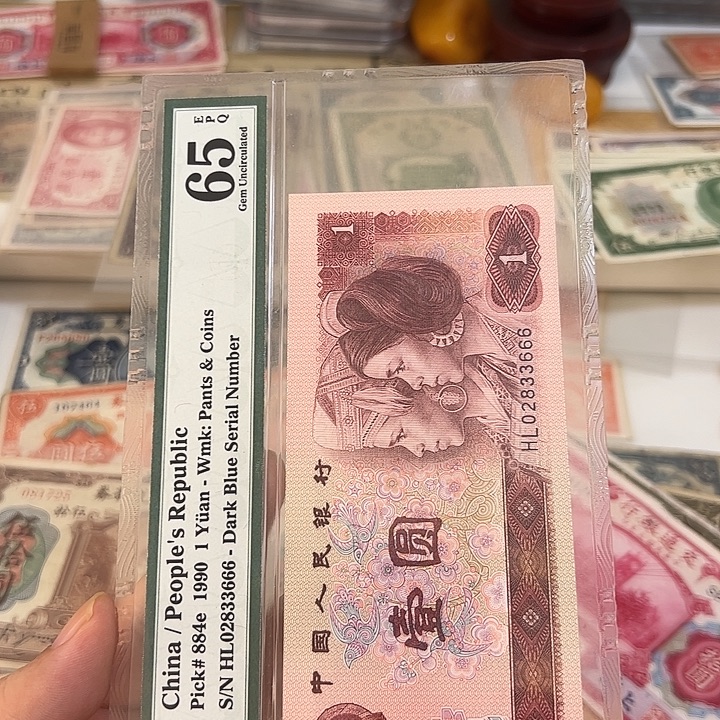 China / People's Republic
Pick# 884e 1990 1 Yüan - Wmk: Pants & Coins
S/N HL02833666 - Dark Blue Serial Number
65
EPQ
Gem Uncirculated
1
1
HL02833666
中国人民银行
壹圆